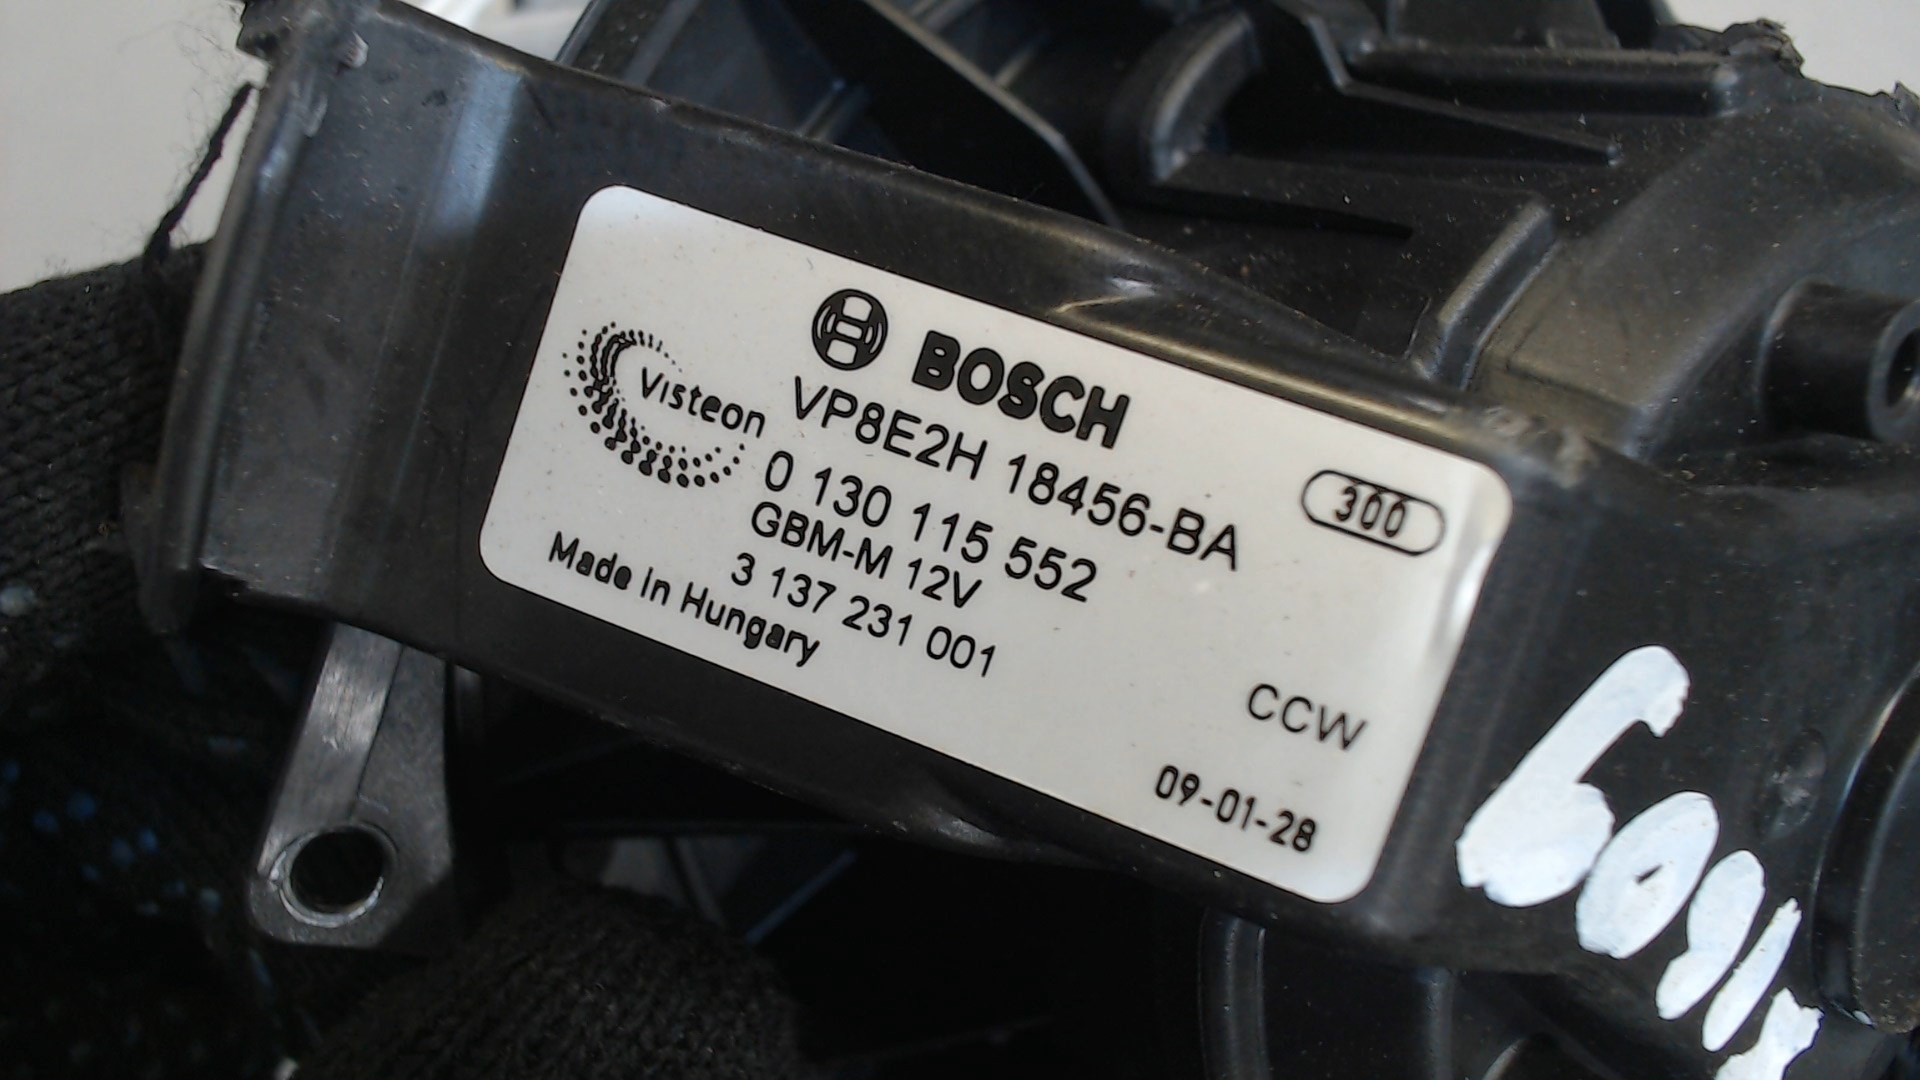 BOSCH
Visteon
VP8E2H 18456-BA
300
0 130 115 552
GBM-M 12V
3 137 231 001
Made in Hungary
CCW
09-01-28